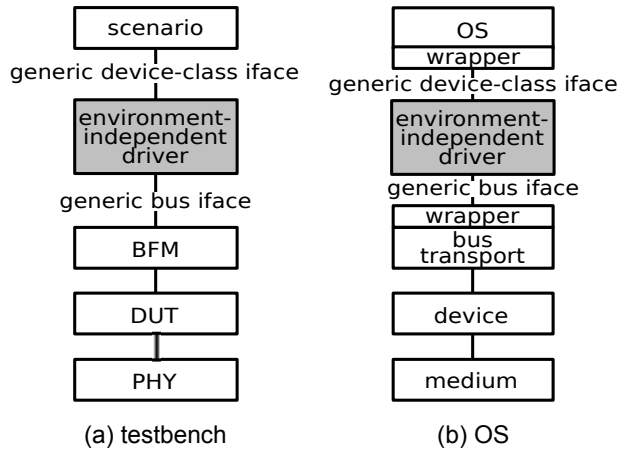 scenario
generic device-class iface
environment-
independent
driver
generic bus iface
BFM
DUT
PHY
(a) testbench
OS
wrapper
generic device-class iface
environment-
independent
driver
generic bus iface
wrapper
bus
transport
device
medium
(b) OS